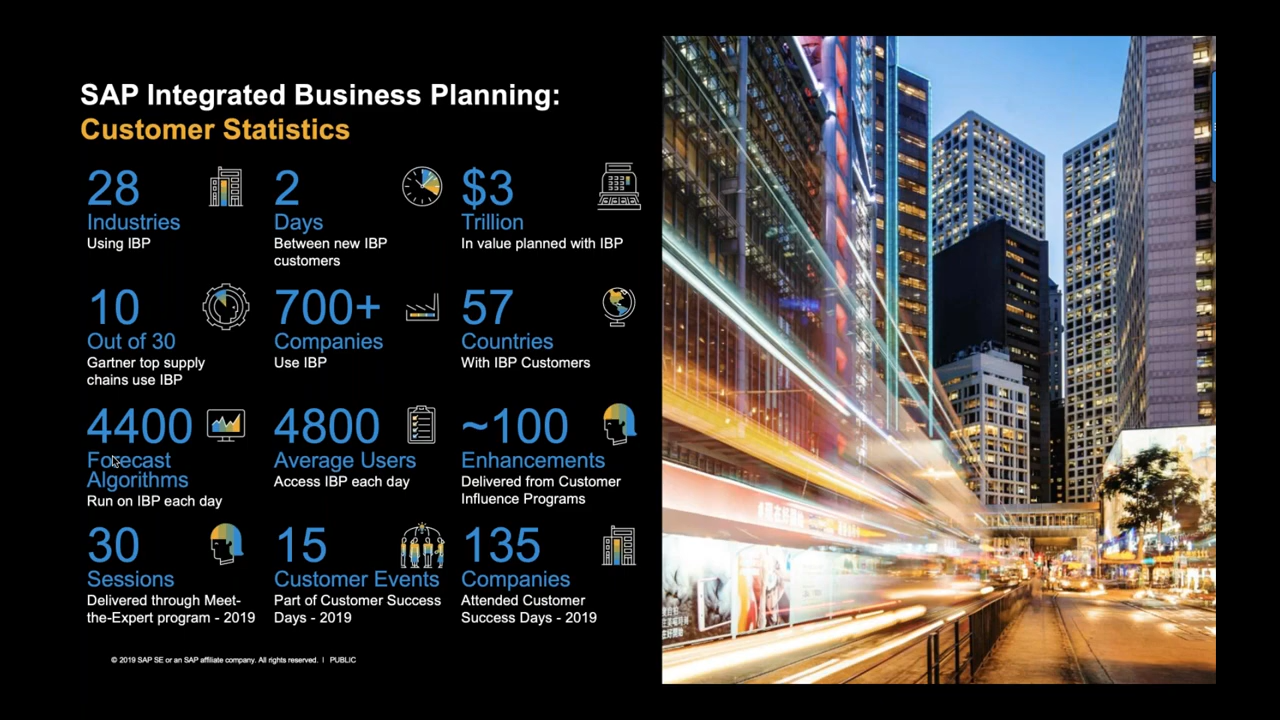 SAP Integrated Business Planning:
Customer Statistics
28
Industries
Using IBP
2
Days
Between new IBP
customers
$3
Trillion
In value planned with IBP
10
Out of 30
Gartner top supply
chains use IBP
700+
Companies
Use IBP
57
Countries
With IBP Customers
4400
Forecast
Algorithms
Run on IBP each day
4800
Average Users
Access IBP each day
~100
Enhancements
Delivered from Customer
Influence Programs
30
Sessions
Delivered through Meet-
the-Expert program - 2019
15
Customer Events
Part of Customer Success
Days - 2019
135
Companies
Attended Customer
Success Days - 2019
© 2019 SAP SE or an SAP affiliate company. All rights reserved. | PUBLIC